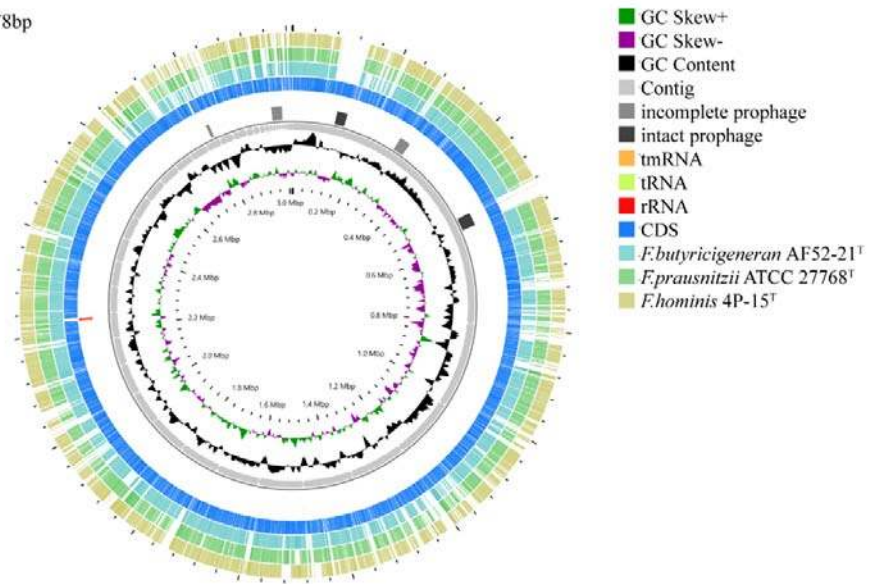 78bp
GC Skew+
GC Skew-
GC Content
Contig
incomplete prophage
intact prophage
tmRNA
tRNA
rRNA
CDS
F.butyricigeneran AF52-21ᵀ
F.prausnitzii ATCC 27768ᵀ
F.hominis 4P-15ᵀ
3.0 Mbp
0.2 Mbp
0.4 Mbp
0.6 Mbp
0.8 Mbp
1.0 Mbp
1.2 Mbp
1.4 Mbp
1.6 Mbp
1.8 Mbp
2.0 Mbp
2.2 Mbp
2.4 Mbp
2.6 Mbp
2.8 Mbp